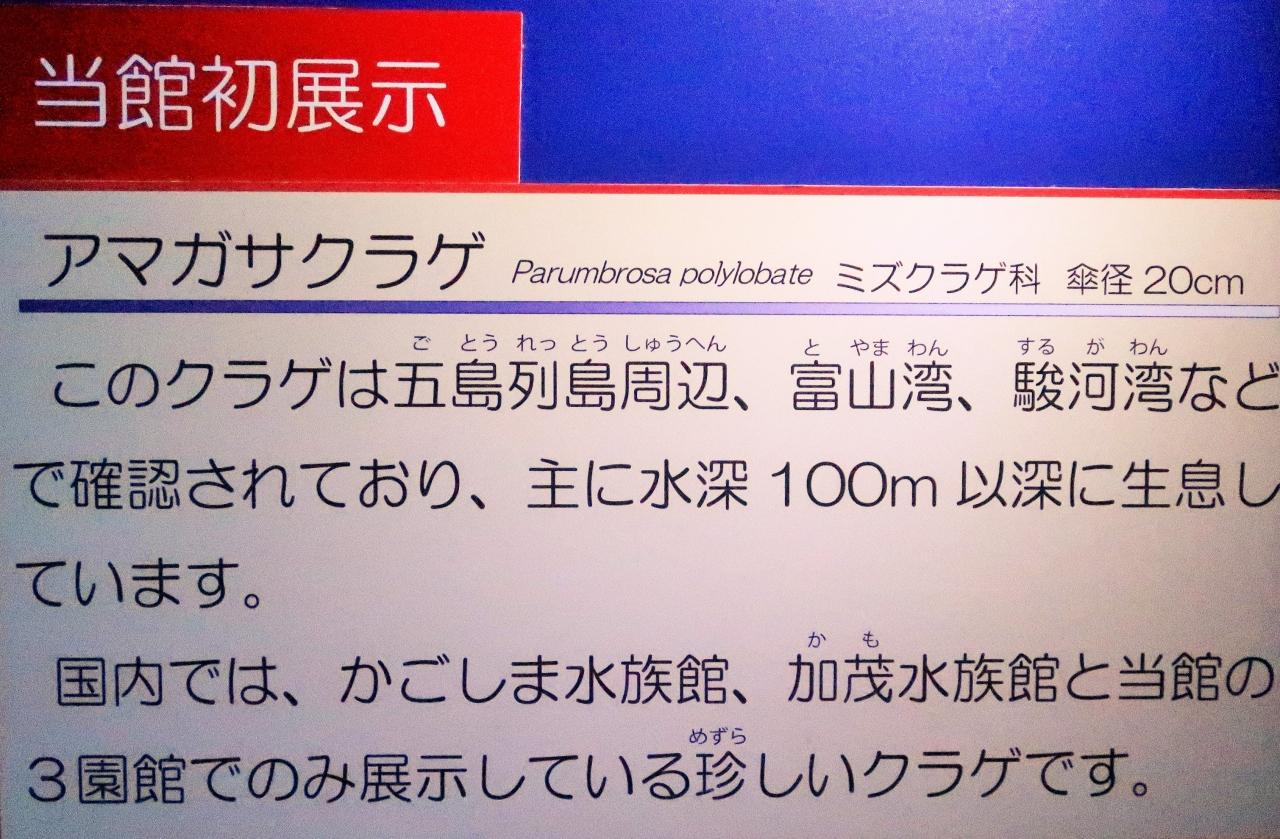 当館初展示
アマガサクラゲ Parumbrosa polylobate ミズクラゲ科 傘径 20cm
ご とう れっ とう しゅうへん と やま わん する が わん
このクラゲは五島列島周辺、富山湾、駿河湾など
で確認されており、主に水深 100m 以深に生息し
ています。
か も
国内では、かごしま水族館、加茂水族館と当館の
めずら
3園館でのみ展示している珍しいクラゲです。